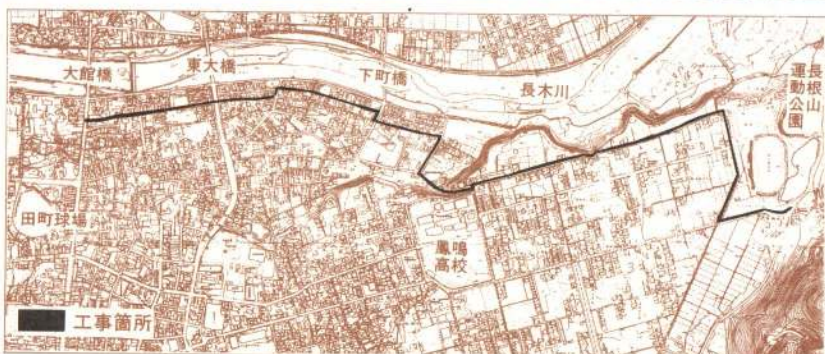 大館橋
東大橋
下町橋
長木川
長根山
運動公園
田町球場
鳳鳴
高校
工事箇所